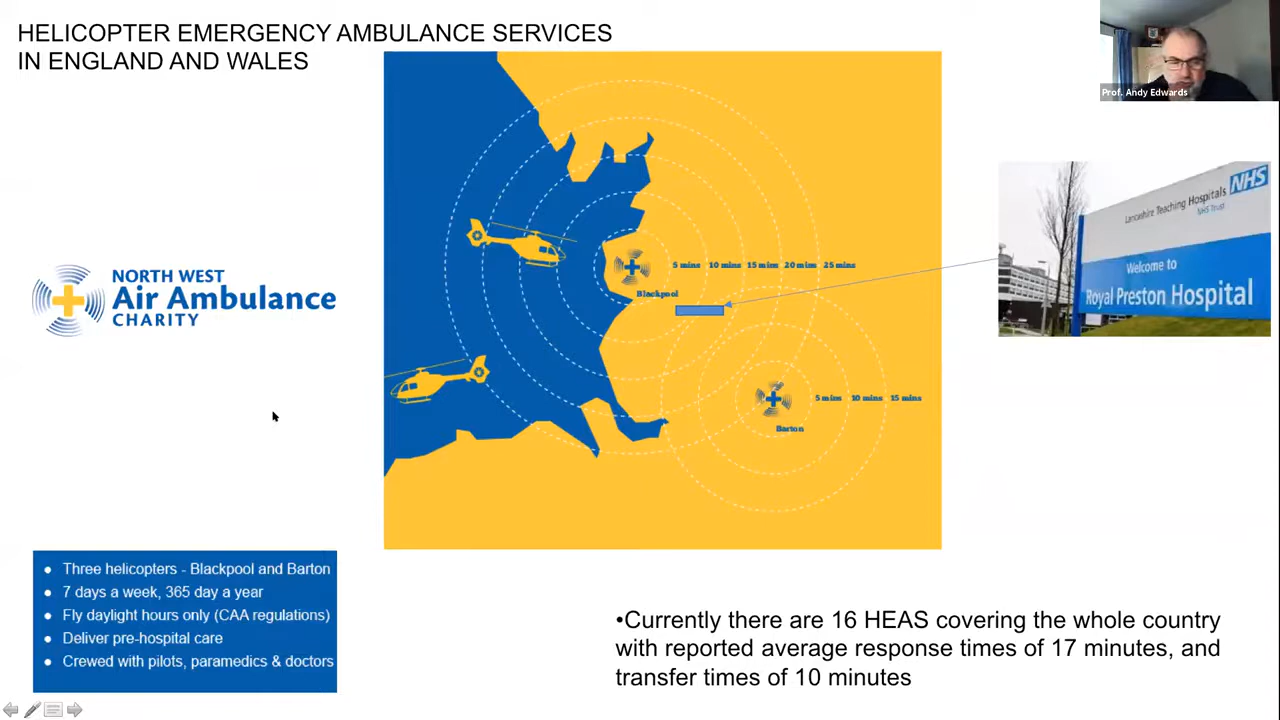 HELICOPTER EMERGENCY AMBULANCE SERVICES
IN ENGLAND AND WALES
Prof. Andy Edwards
NHS
Lancashire Teaching Hospitals
NHS Trust
Welcome to
Royal Preston Hospital
5 mins 10 mins 15 mins 20 mins 25 mins
Blackpool
NORTH WEST
Air Ambulance
CHARITY
5 mins 10 mins 15 mins
Barton
● Three helicopters - Blackpool and Barton
● 7 days a week, 365 day a year
● Fly daylight hours only (CAA regulations)
● Deliver pre-hospital care
● Crewed with pilots, paramedics & doctors
•Currently there are 16 HEAS covering the whole country
with reported average response times of 17 minutes, and
transfer times of 10 minutes